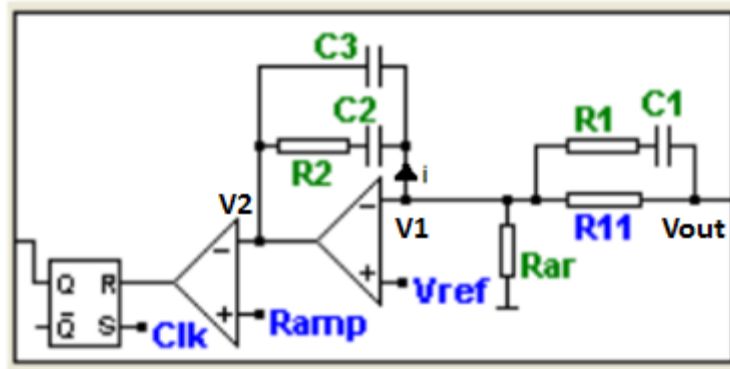 C3
C2
R1 C1
R2
i
V2
V1
R11 Vout
Rar
Vref
Q R
Ramp
Q̅ S
Clk